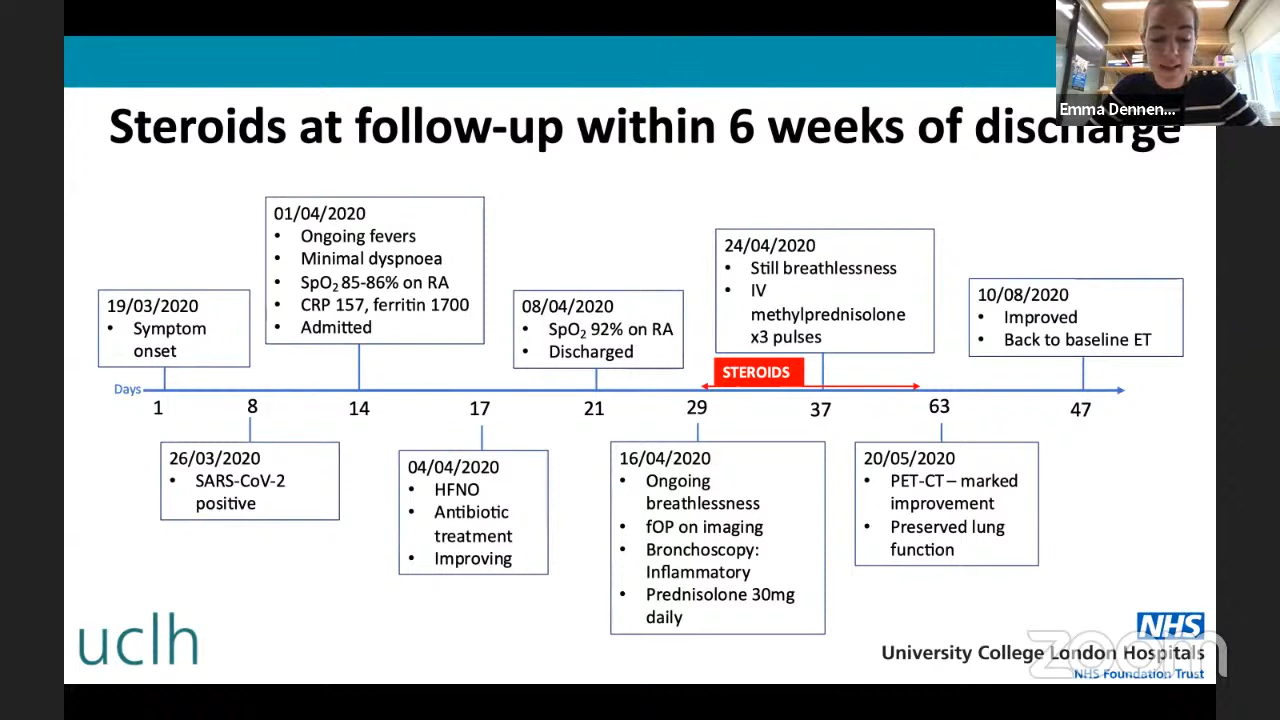 Emma Dennen...
Steroids at follow-up within 6 weeks of discharge
19/03/2020
• Symptom
onset
01/04/2020
• Ongoing fevers
• Minimal dyspnoea
• SpO₂ 85-86% on RA
• CRP 157, ferritin 1700
• Admitted
08/04/2020
• SpO₂ 92% on RA
• Discharged
24/04/2020
• Still breathlessness
• IV
methylprednisolone
x3 pulses
10/08/2020
• Improved
• Back to baseline ET
STEROIDS
Days
1 8 14 17 21 29 37 63 47
26/03/2020
• SARS-CoV-2
positive
04/04/2020
• HFNO
• Antibiotic
treatment
• Improving
16/04/2020
• Ongoing
breathlessness
• fOP on imaging
• Bronchoscopy:
Inflammatory
• Prednisolone 30mg
daily
20/05/2020
• PET-CT – marked
improvement
• Preserved lung
function
uclh
NHS
University College London Hospitals
NHS Foundation Trust
zoom